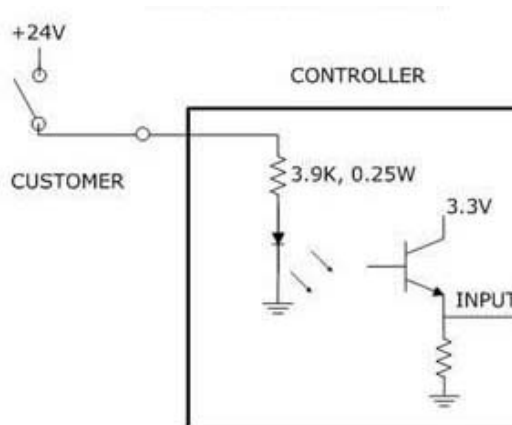 +24V
CONTROLLER
CUSTOMER
3.9K, 0.25W
3.3V
INPUT